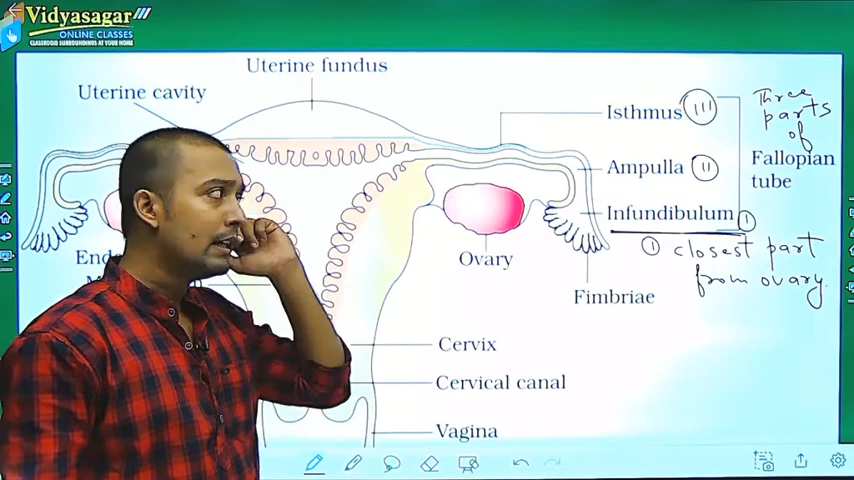 Vidyasagar
ONLINE CLASSES
CLASSROOM SURROUNDINGS AT YOUR HOME
Uterine fundus
Uterine cavity
Isthmus III
Three
parts
of
Fallopian
tube
Ampulla II
Infundibulum I
I closest part
from ovary
Ovary
End
Fimbriae
Cervix
Cervical canal
Vagina